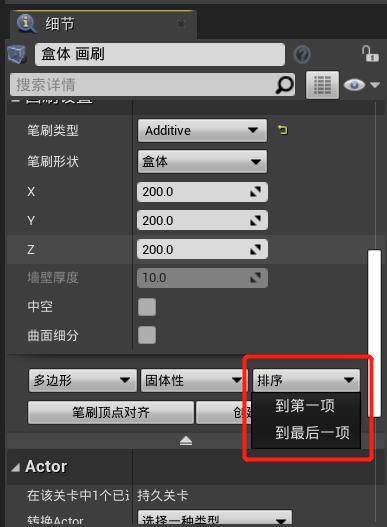 细节
盒体 画刷
搜索详情
画刷设置
笔刷类型 Additive
笔刷形状 盒体
X 200.0
Y 200.0
Z 200.0
墙壁厚度 10.0
中空
曲面细分
多边形 固体性 排序
到第一项
笔刷顶点对齐 创建
到最后一项
Actor
在该关卡中1个已选 持久关卡
转换Actor 选择一种类型